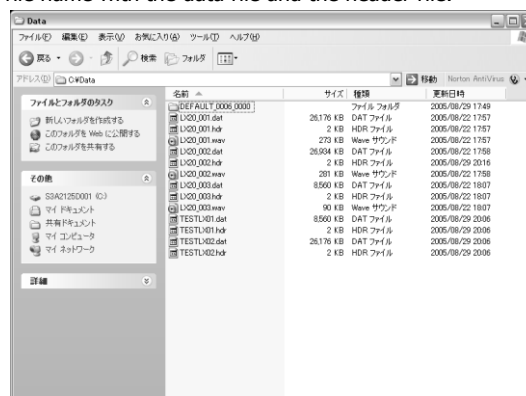 file name with the data file and the header file.
Data
ファイル(F) 編集(E) 表示(V) お気に入り(A) ツール(T) ヘルプ(H)
戻る 検索 フォルダ
アドレス(D) C:¥Data 移動 Norton AntiVirus
ファイルとフォルダのタスク
新しいフォルダを作成する
このフォルダを Web に公開する
このフォルダを共有する
その他
S3A2125D001 (C:)
マイ ドキュメント
共有ドキュメント
マイ コンピュータ
マイ ネットワーク
詳細
名前 サイズ 種類 更新日時
DEFAULT_0006_0000 ファイル フォルダ 2005/08/29 17:49
LX20_001.dat 26,176 KB DAT ファイル 2005/08/22 17:57
LX20_001.hdr 2 KB HDR ファイル 2005/08/22 17:57
LX20_001.wav 273 KB Wave サウンド 2005/08/22 17:57
LX20_002.dat 26,934 KB DAT ファイル 2005/08/22 17:58
LX20_002.hdr 2 KB HDR ファイル 2005/08/29 20:16
LX20_002.wav 281 KB Wave サウンド 2005/08/22 17:58
LX20_003.dat 8,560 KB DAT ファイル 2005/08/22 18:07
LX20_003.hdr 2 KB HDR ファイル 2005/08/22 18:07
LX20_003.wav 90 KB Wave サウンド 2005/08/22 18:07
TESTLX01.dat 8,560 KB DAT ファイル 2005/08/29 20:06
TESTLX01.hdr 2 KB HDR ファイル 2005/08/29 20:06
TESTLX02.dat 26,176 KB DAT ファイル 2005/08/29 20:06
TESTLX02.hdr 2 KB HDR ファイル 2005/08/29 20:06